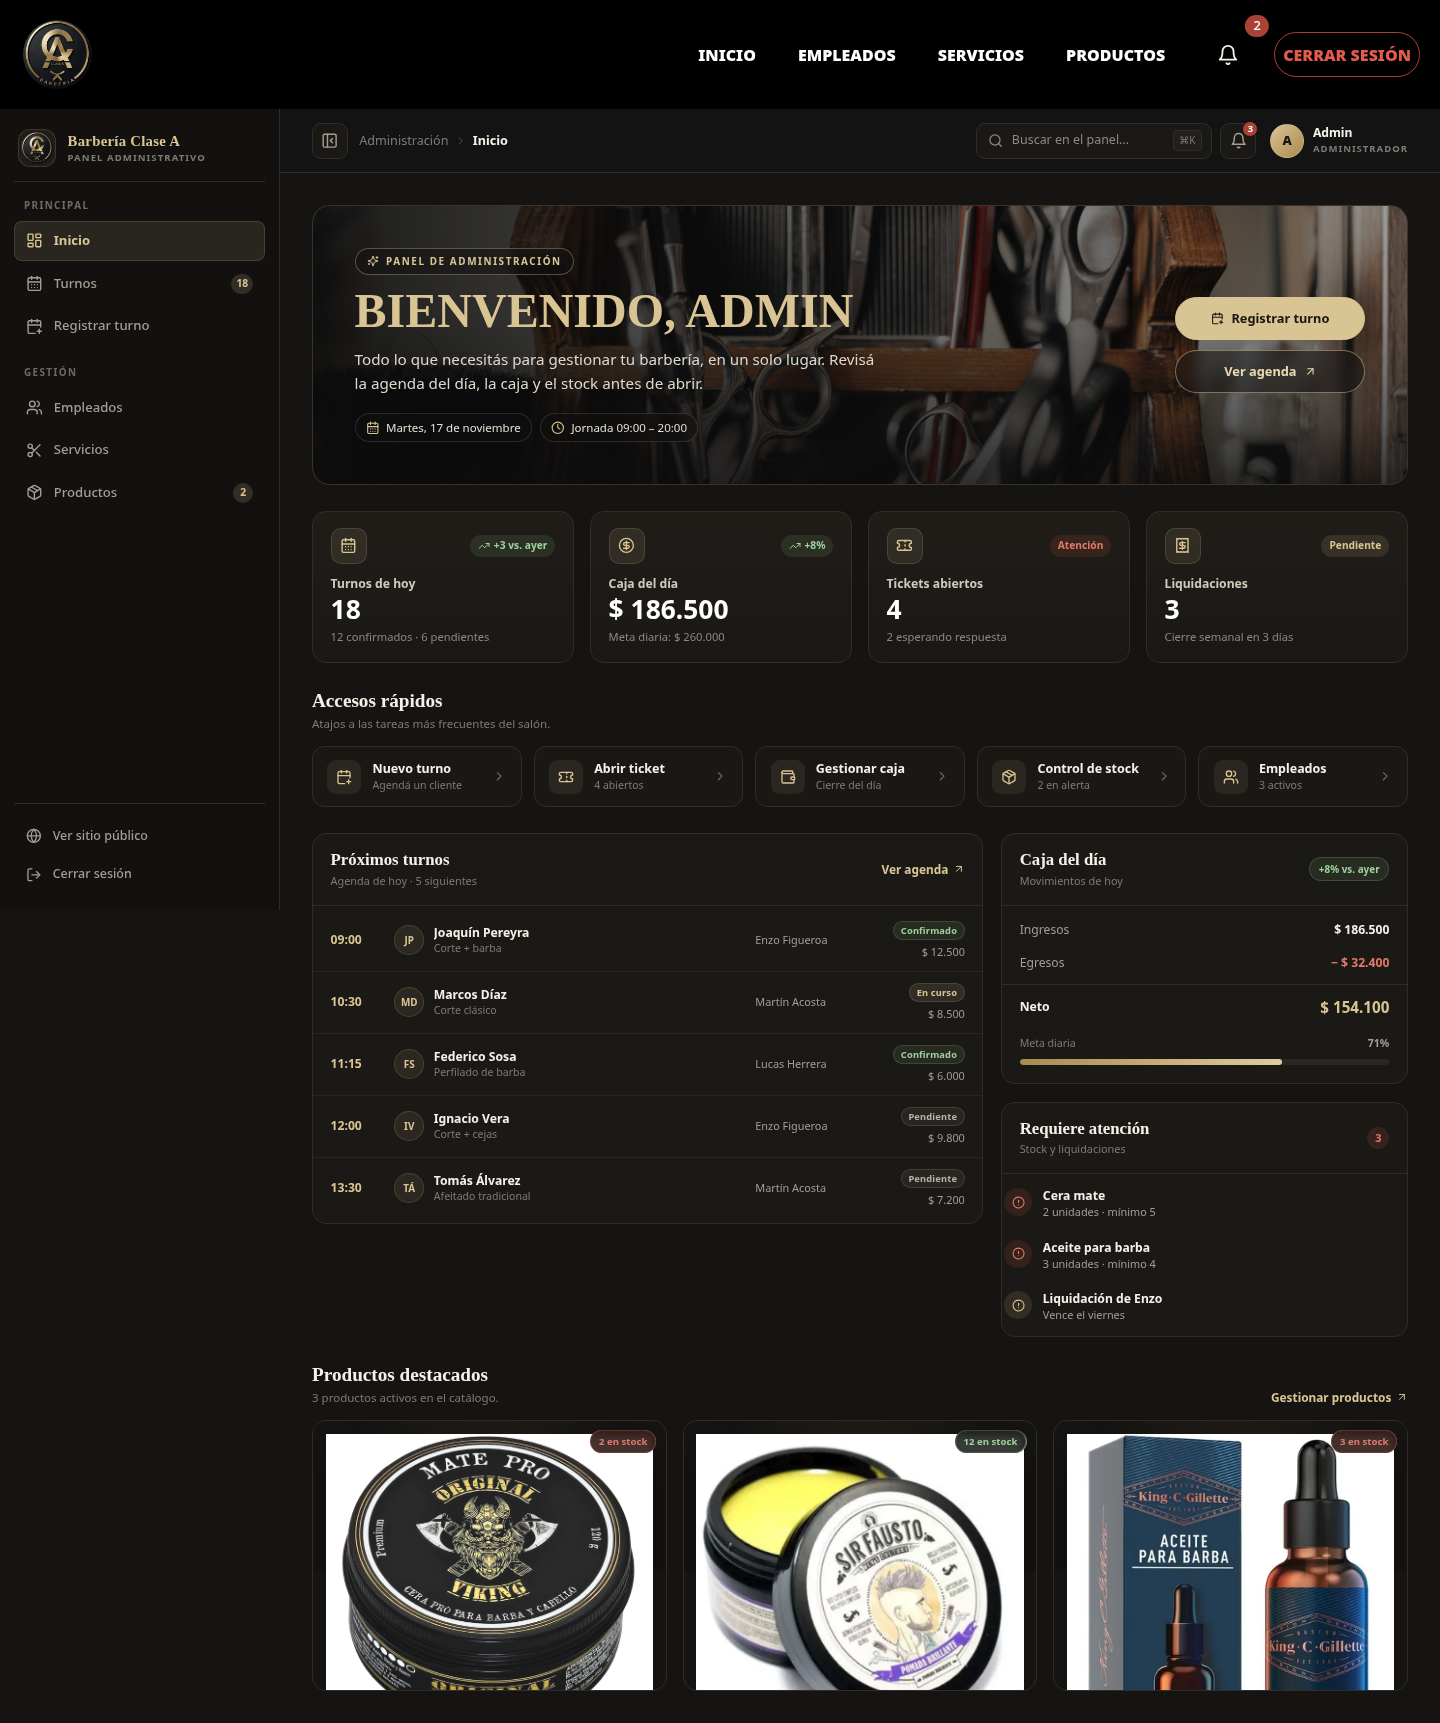 INICIO
EMPLEADOS
SERVICIOS
PRODUCTOS
2
CERRAR SESIÓN
Barbería Clase A
PANEL ADMINISTRATIVO
PRINCIPAL
Inicio
Turnos
18
Registrar turno
GESTIÓN
Empleados
Servicios
Productos
2
Ver sitio público
Cerrar sesión
Administración
Inicio
Buscar en el panel...
⌘K
3
A
Admin
ADMINISTRADOR
PANEL DE ADMINISTRACIÓN
BIENVENIDO, ADMIN
Todo lo que necesitás para gestionar tu barbería, en un solo lugar. Revisá
la agenda del día, la caja y el stock antes de abrir.
Martes, 17 de noviembre
Jornada 09:00 – 20:00
Registrar turno
Ver agenda
+3 vs. ayer
Turnos de hoy
18
12 confirmados · 6 pendientes
+8%
Caja del día
$ 186.500
Meta diaria: $ 260.000
Atención
Tickets abiertos
4
2 esperando respuesta
Pendiente
Liquidaciones
3
Cierre semanal en 3 días
Accesos rápidos
Atajos a las tareas más frecuentes del salón.
Nuevo turno
Agendá un cliente
Abrir ticket
4 abiertos
Gestionar caja
Cierre del día
Control de stock
2 en alerta
Empleados
3 activos
Próximos turnos
Agenda de hoy · 5 siguientes
Ver agenda
09:00
JP
Joaquín Pereyra
Corte + barba
Enzo Figueroa
Confirmado
$ 12.500
10:30
MD
Marcos Díaz
Corte clásico
Martín Acosta
En curso
$ 8.500
11:15
FS
Federico Sosa
Perfilado de barba
Lucas Herrera
Confirmado
$ 6.000
12:00
IV
Ignacio Vera
Corte + cejas
Enzo Figueroa
Pendiente
$ 9.800
13:30
TÁ
Tomás Álvarez
Afeitado tradicional
Martín Acosta
Pendiente
$ 7.200
Caja del día
Movimientos de hoy
+8% vs. ayer
Ingresos
$ 186.500
Egresos
− $ 32.400
Neto
$ 154.100
Meta diaria
71%
Requiere atención
Stock y liquidaciones
3
Cera mate
2 unidades · mínimo 5
Aceite para barba
3 unidades · mínimo 4
Liquidación de Enzo
Vence el viernes
Productos destacados
3 productos activos en el catálogo.
Gestionar productos
2 en stock
MATE PRO
ORIGINAL
Premium
120 g
VIKING
CERA PRO PARA BARBA Y CABELLO
ORIGINAL
12 en stock
SIR FAUSTO
MEN'S CULTURE
POMADA BRILLANTE
3 en stock
King·C·Gillette
ACEITE
PARA BARBA
King·C·Gillette